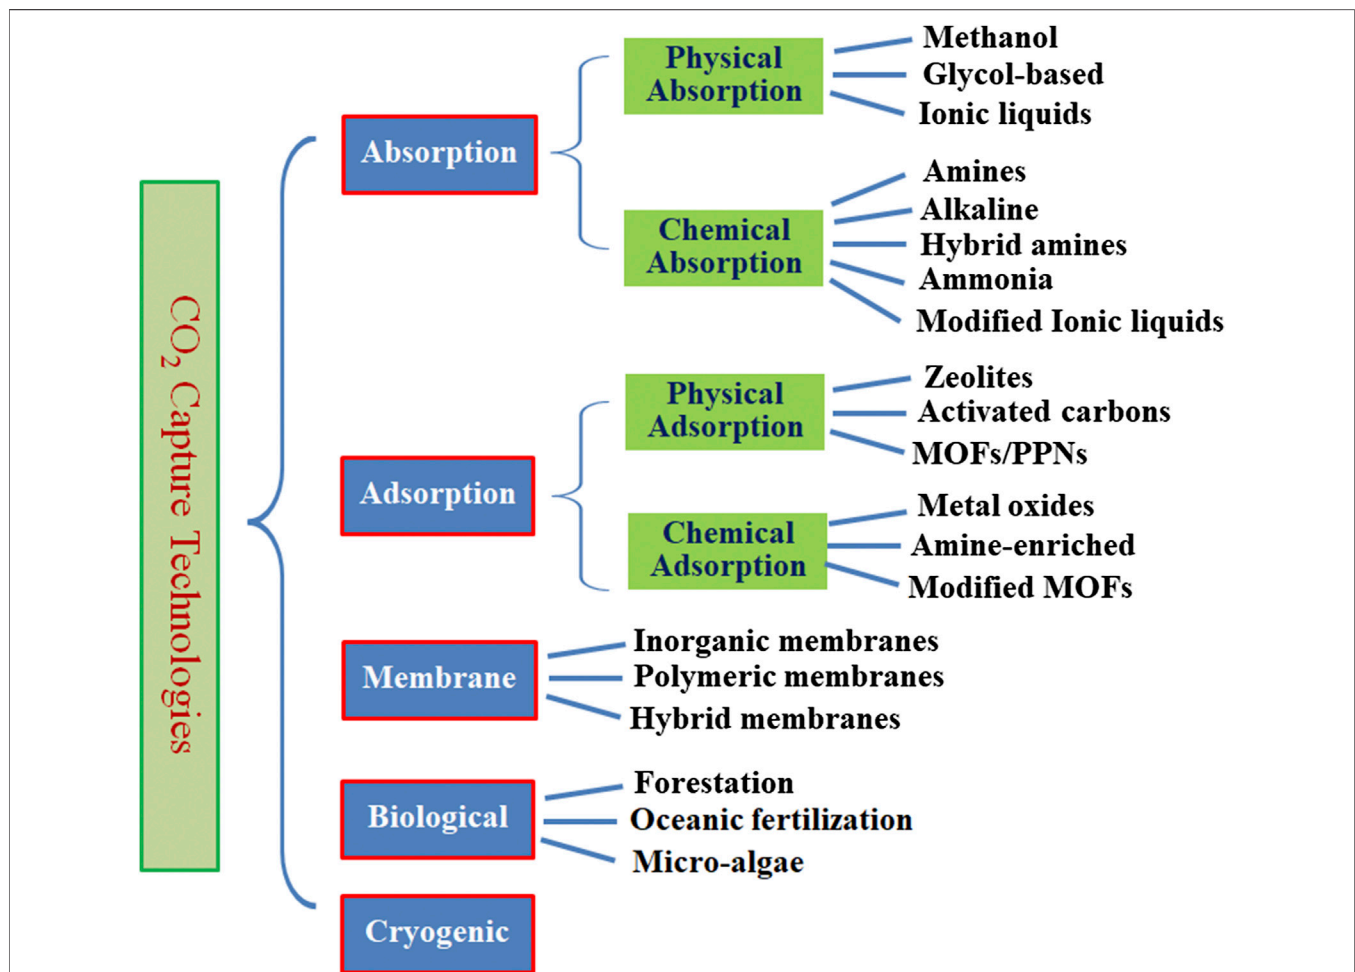 CO2 Capture Technologies
Absorption
Physical
Absorption
Methanol
Glycol-based
Ionic liquids
Chemical
Absorption
Amines
Alkaline
Hybrid amines
Ammonia
Modified Ionic liquids
Adsorption
Physical
Adsorption
Zeolites
Activated carbons
MOFs/PPNs
Chemical
Adsorption
Metal oxides
Amine-enriched
Modified MOFs
Membrane
Inorganic membranes
Polymeric membranes
Hybrid membranes
Biological
Forestation
Oceanic fertilization
Micro-algae
Cryogenic